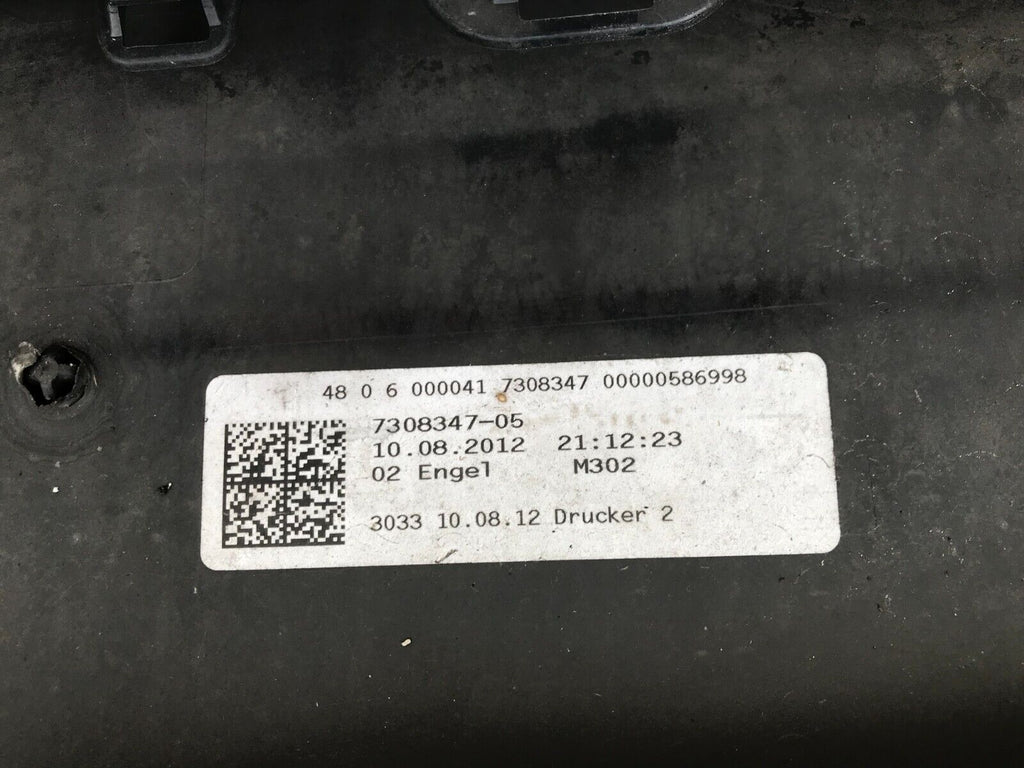 48 0 6 000041 7308347 00000586998
7308347-05
10.08.2012 21:12:23
02 Engel M302
3033 10.08.12 Drucker 2